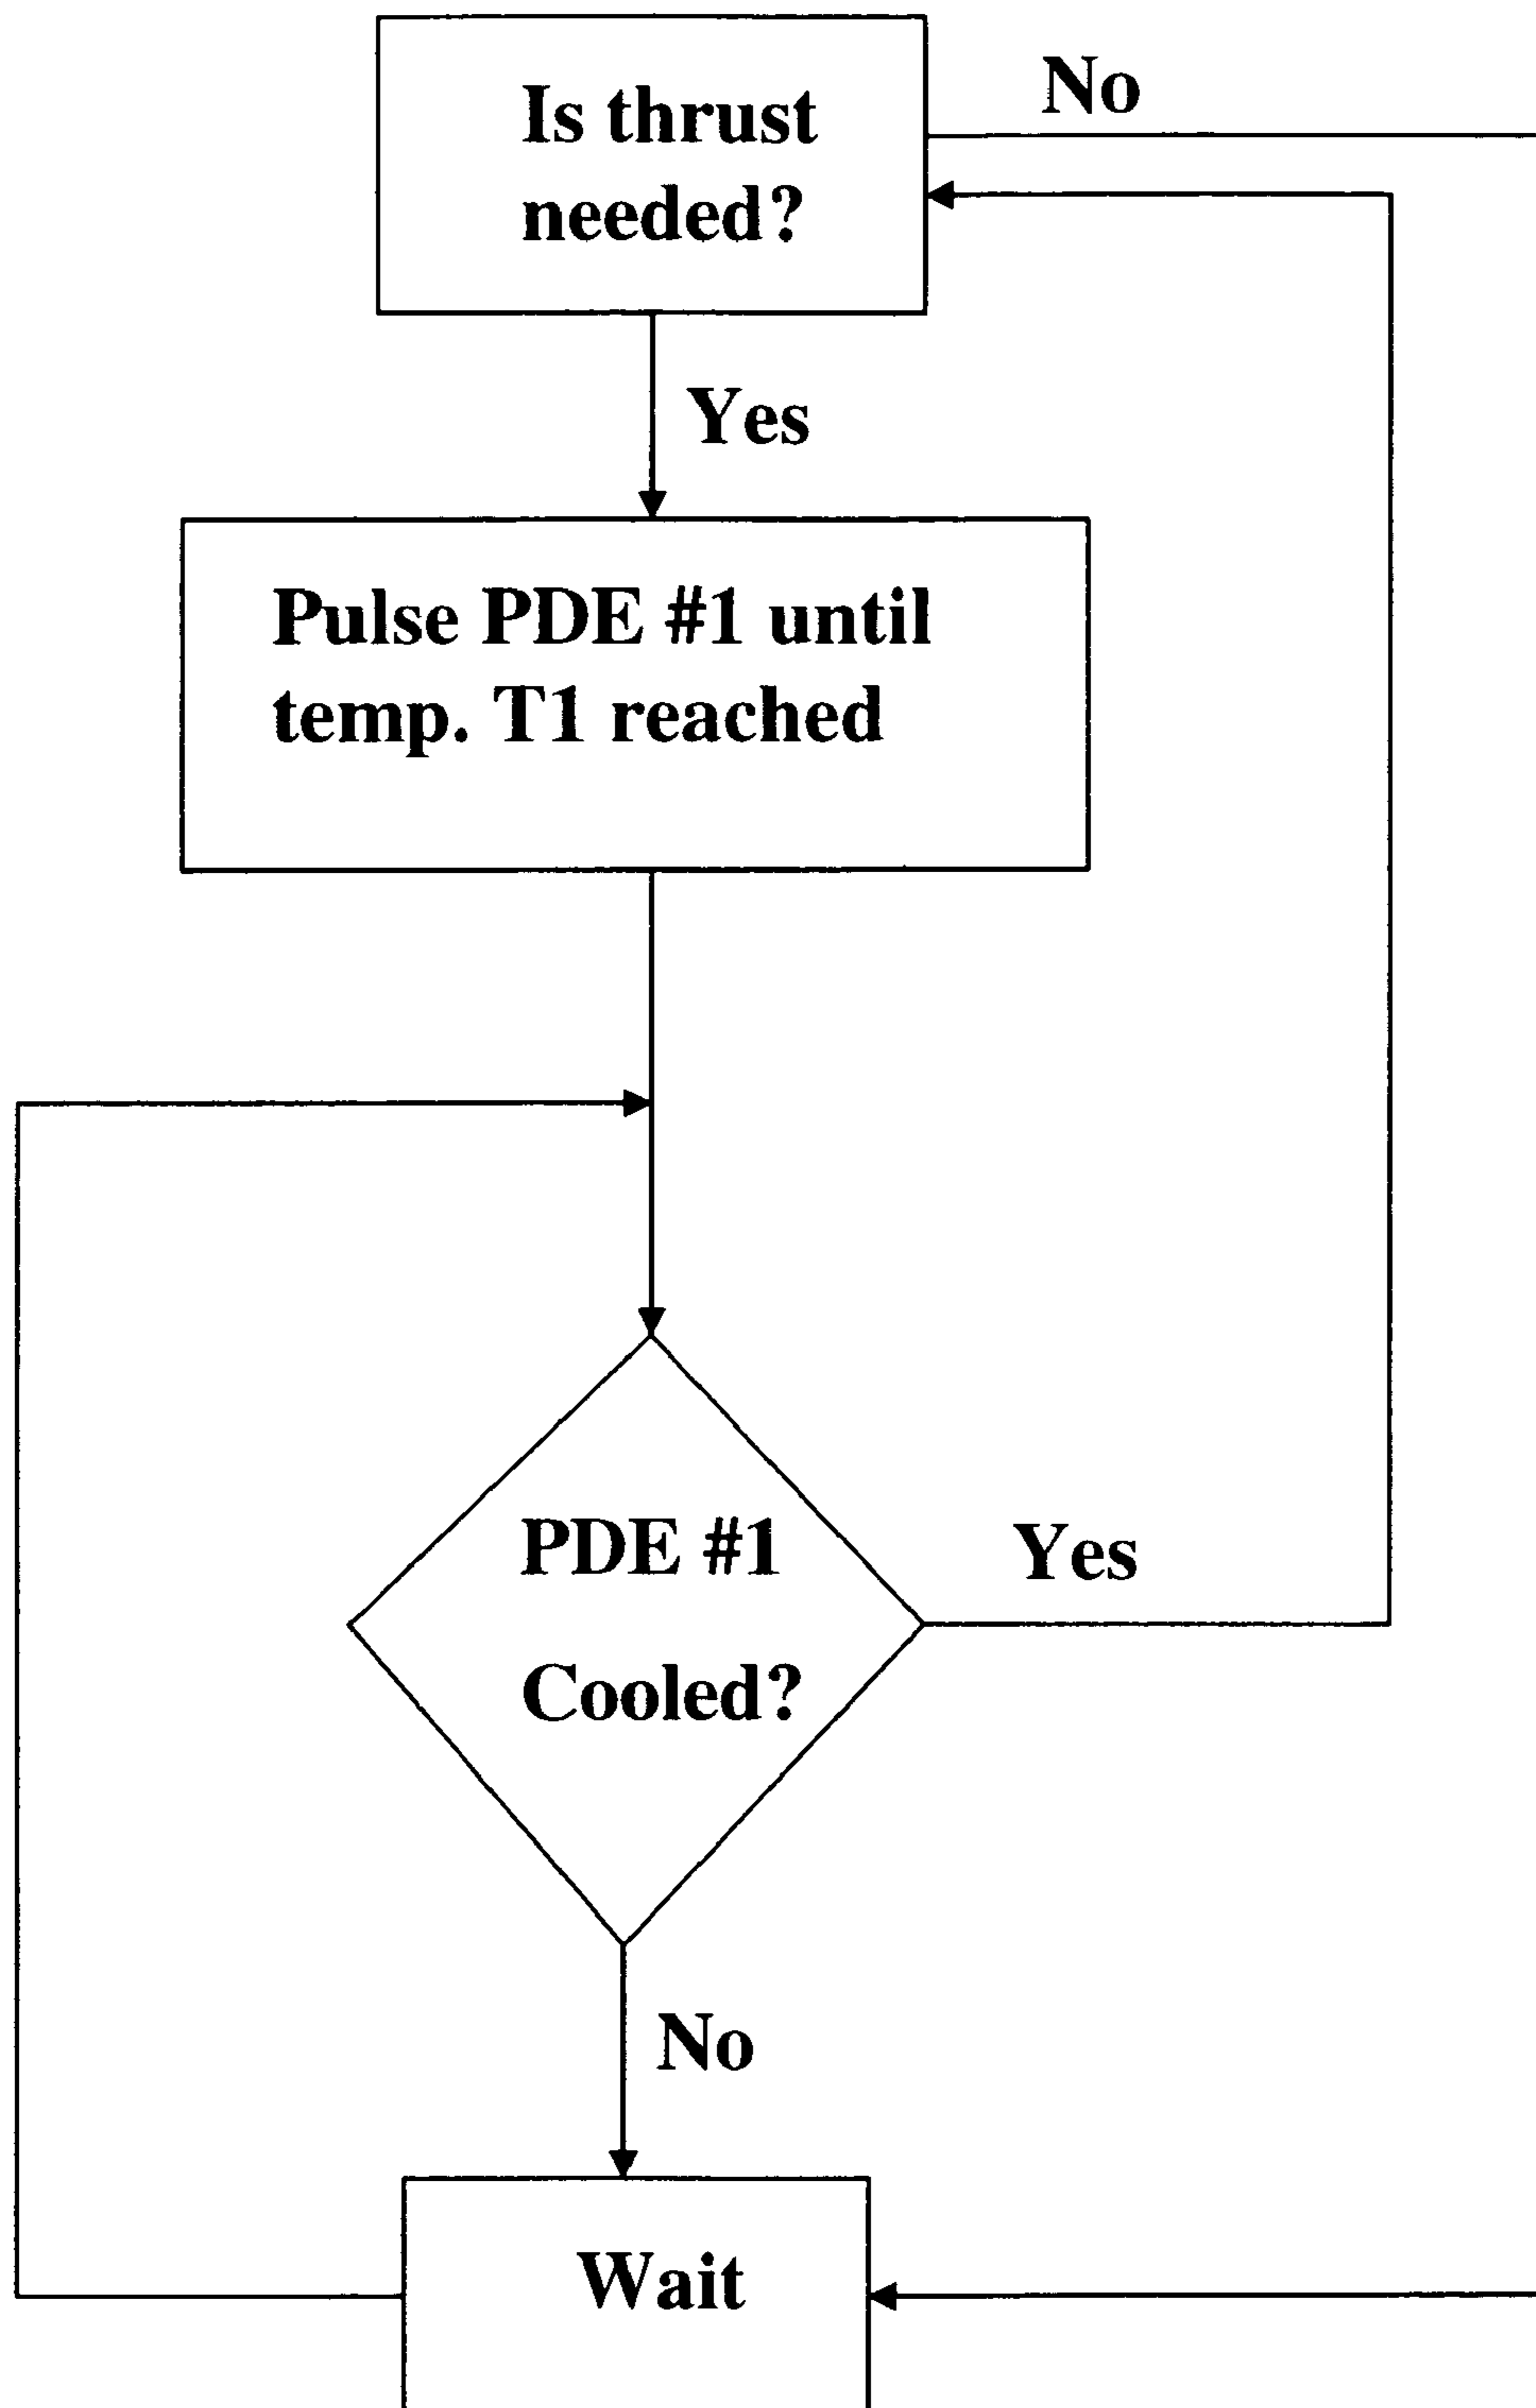 Is thrust
needed?
No
Yes
Pulse PDE #1 until
temp. T1 reached
PDE #1
Cooled?
Yes
No
Wait